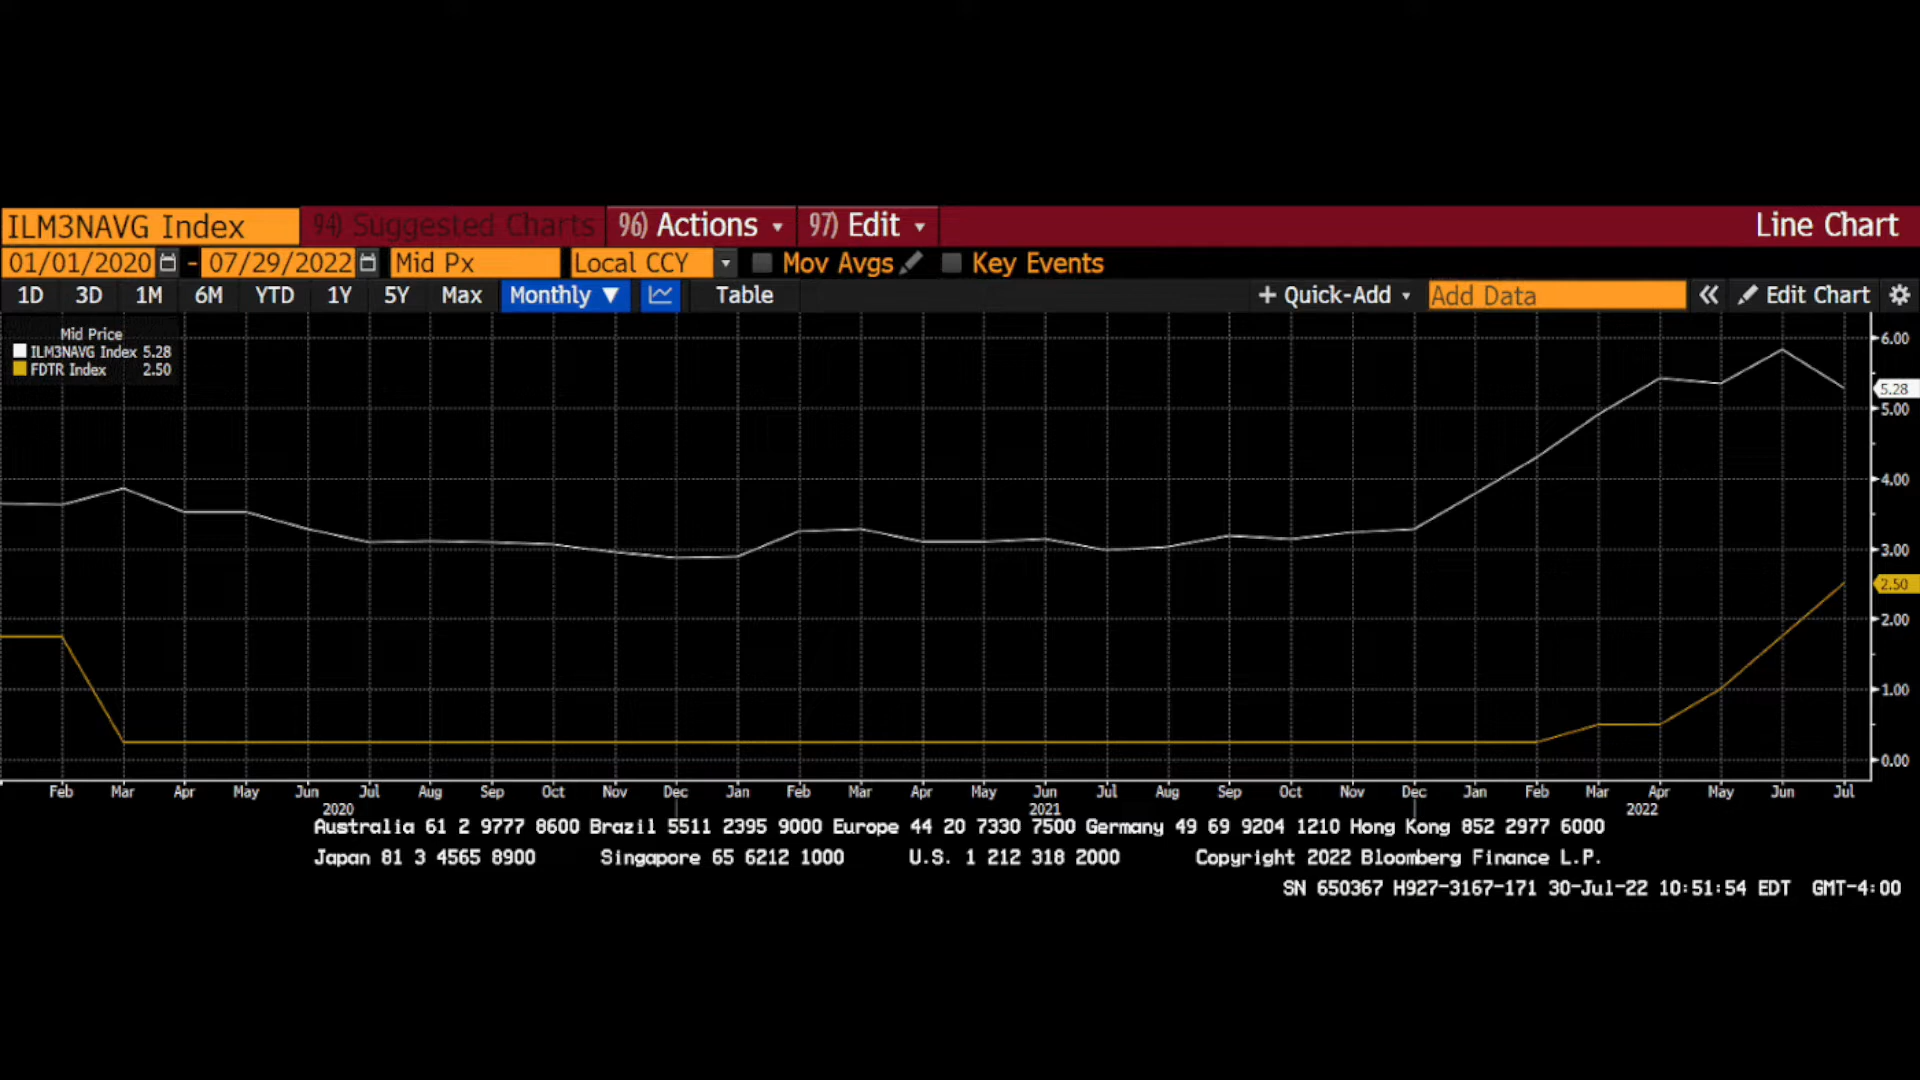 ILM3NAVG Index 94) Suggested Charts 96) Actions 97) Edit Line Chart
01/01/2020 - 07/29/2022 Mid Px Local CCY Mov Avgs Key Events
1D 3D 1M 6M YTD 1Y 5Y Max Monthly ▼ Table + Quick-Add Add Data « Edit Chart
Mid Price
ILM3NAVG Index 5.28
FDTR Index 2.50
6.00
5.28
5.00
4.00
3.00
2.50
2.00
1.00
0.00
Feb Mar Apr May Jun Jul Aug Sep Oct Nov Dec Jan Feb Mar Apr May Jun Jul Aug Sep Oct Nov Dec Jan Feb Mar Apr May Jun Jul
2020 2021 2022
Australia 61 2 9777 8600 Brazil 5511 2395 9000 Europe 44 20 7330 7500 Germany 49 69 9204 1210 Hong Kong 852 2977 6000
Japan 81 3 4565 8900 Singapore 65 6212 1000 U.S. 1 212 318 2000 Copyright 2022 Bloomberg Finance L.P.
SN 650367 H927-3167-171 30-Jul-22 10:51:54 EDT GMT-4:00